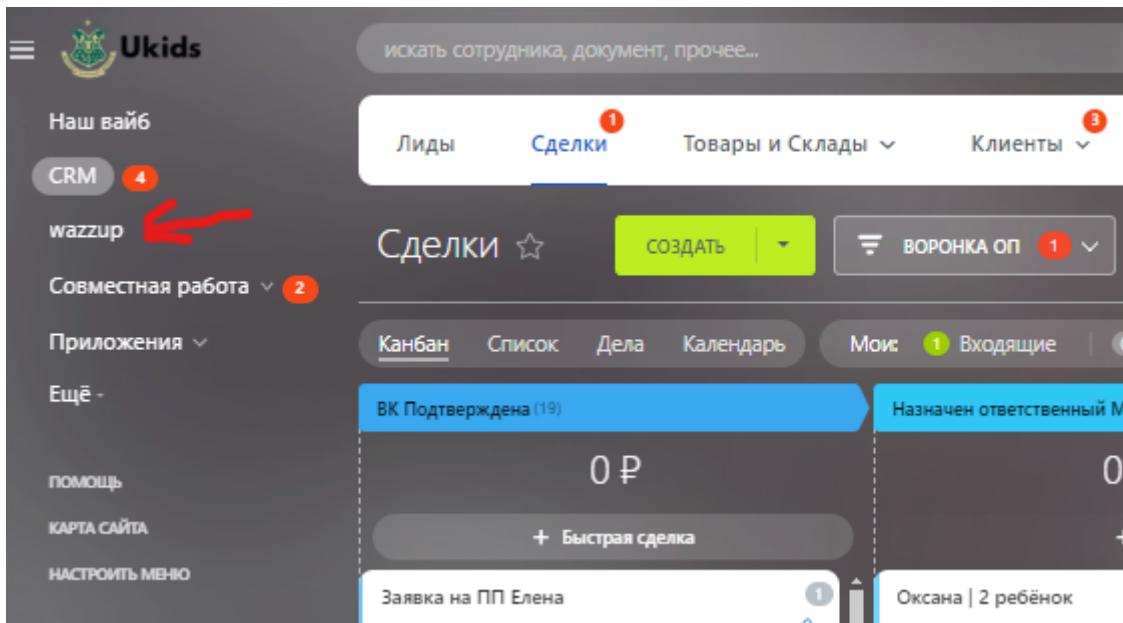 Ukids
искать сотрудника, документ, прочее...
Наш вайб
CRM 4
wazzup
Совместная работа 2
Приложения
Ещё -
ПОМОЩЬ
КАРТА САЙТА
НАСТРОИТЬ МЕНЮ
Лиды Сделки 1 Товары и Склады Клиенты 3
Сделки СОЗДАТЬ ВОРОНКА ОП 1
Канбан Список Дела Календарь Мои: 1 Входящие
ВК Подтверждена (19) Назначен ответственный М
0 ₽ 0
+ Быстрая сделка
Заявка на ПП Елена 1 Оксана | 2 ребёнок